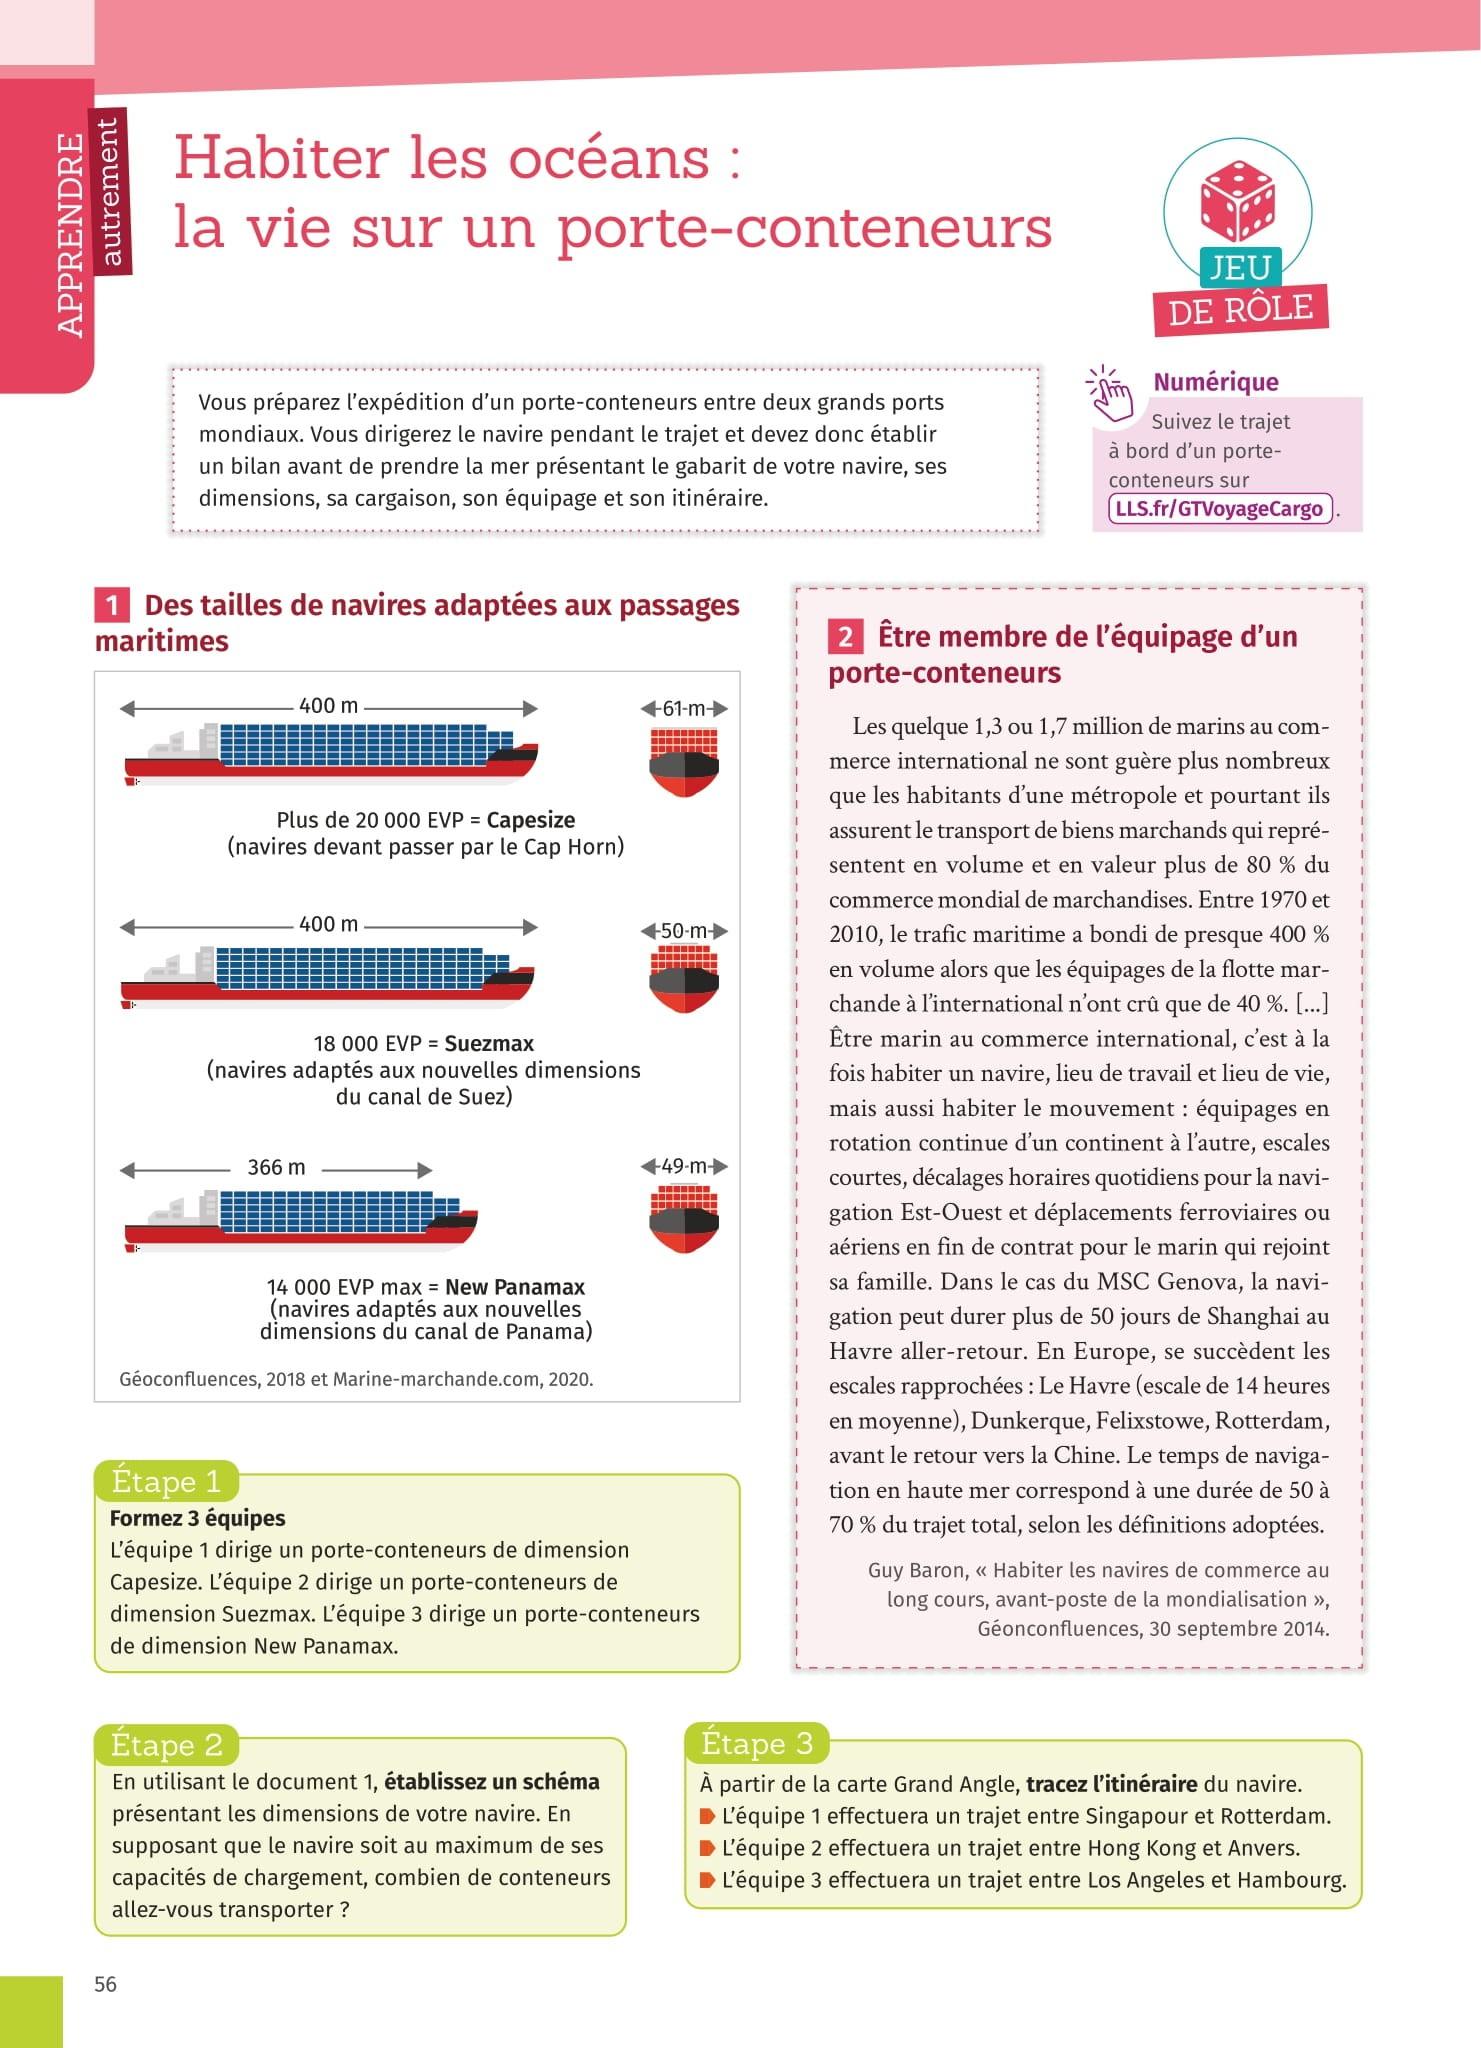 APPRENDRE
autrement
Habiter les océans :
la vie sur un porte-conteneurs
JEU
DE RÔLE
Vous préparez l’expédition d’un porte-conteneurs entre deux grands ports
mondiaux. Vous dirigerez le navire pendant le trajet et devez donc établir
un bilan avant de prendre la mer présentant le gabarit de votre navire, ses
dimensions, sa cargaison, son équipage et son itinéraire.
Numérique
Suivez le trajet
à bord d’un porte-
conteneurs sur
LLS.fr/GTVoyageCargo .
1 Des tailles de navires adaptées aux passages
maritimes
400 m
61 m
Plus de 20 000 EVP = Capesize
(navires devant passer par le Cap Horn)
400 m
50 m
18 000 EVP = Suezmax
(navires adaptés aux nouvelles dimensions
du canal de Suez)
366 m
49 m
14 000 EVP max = New Panamax
(navires adaptés aux nouvelles
dimensions du canal de Panama)
Géoconfluences, 2018 et Marine-marchande.com, 2020.
2 Être membre de l’équipage d’un
porte-conteneurs
Les quelque 1,3 ou 1,7 million de marins au com-
merce international ne sont guère plus nombreux
que les habitants d’une métropole et pourtant ils
assurent le transport de biens marchands qui repré-
sentent en volume et en valeur plus de 80 % du
commerce mondial de marchandises. Entre 1970 et
2010, le trafic maritime a bondi de presque 400 %
en volume alors que les équipages de la flotte mar-
chande à l’international n’ont crû que de 40 %. [...]
Être marin au commerce international, c’est à la
fois habiter un navire, lieu de travail et lieu de vie,
mais aussi habiter le mouvement : équipages en
rotation continue d’un continent à l’autre, escales
courtes, décalages horaires quotidiens pour la navi-
gation Est-Ouest et déplacements ferroviaires ou
aériens en fin de contrat pour le marin qui rejoint
sa famille. Dans le cas du MSC Genova, la navi-
gation peut durer plus de 50 jours de Shanghai au
Havre aller-retour. En Europe, se succèdent les
escales rapprochées : Le Havre (escale de 14 heures
en moyenne), Dunkerque, Felixstowe, Rotterdam,
avant le retour vers la Chine. Le temps de naviga-
tion en haute mer correspond à une durée de 50 à
70 % du trajet total, selon les définitions adoptées.
Guy Baron, « Habiter les navires de commerce au
long cours, avant-poste de la mondialisation »,
Géonconfluences, 30 septembre 2014.
Étape 1
Formez 3 équipes
L’équipe 1 dirige un porte-conteneurs de dimension
Capesize. L’équipe 2 dirige un porte-conteneurs de
dimension Suezmax. L’équipe 3 dirige un porte-conteneurs
de dimension New Panamax.
Étape 2
En utilisant le document 1, établissez un schéma
présentant les dimensions de votre navire. En
supposant que le navire soit au maximum de ses
capacités de chargement, combien de conteneurs
allez-vous transporter ?
Étape 3
À partir de la carte Grand Angle, tracez l’itinéraire du navire.
L’équipe 1 effectuera un trajet entre Singapour et Rotterdam.
L’équipe 2 effectuera un trajet entre Hong Kong et Anvers.
L’équipe 3 effectuera un trajet entre Los Angeles et Hambourg.
56